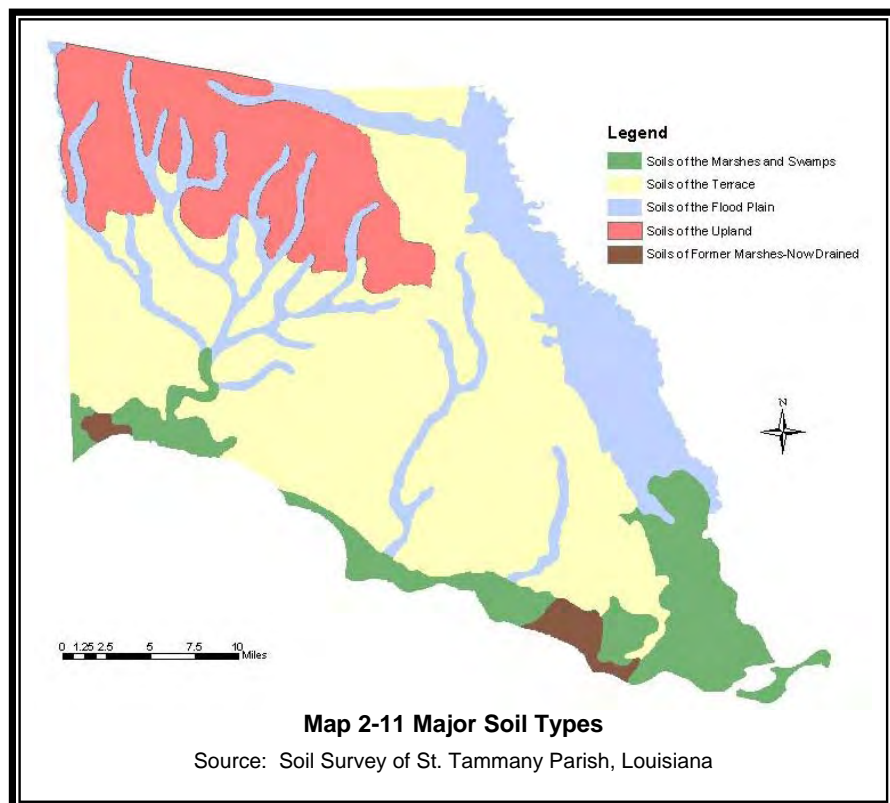 Legend
Soils of the Marshes and Swamps
Soils of the Terrace
Soils of the Flood Plain
Soils of the Upland
Soils of Former Marshes-Now Drained
N
0 1.25 2.5 5 7.5 10
Miles
Map 2-11 Major Soil Types
Source: Soil Survey of St. Tammany Parish, Louisiana